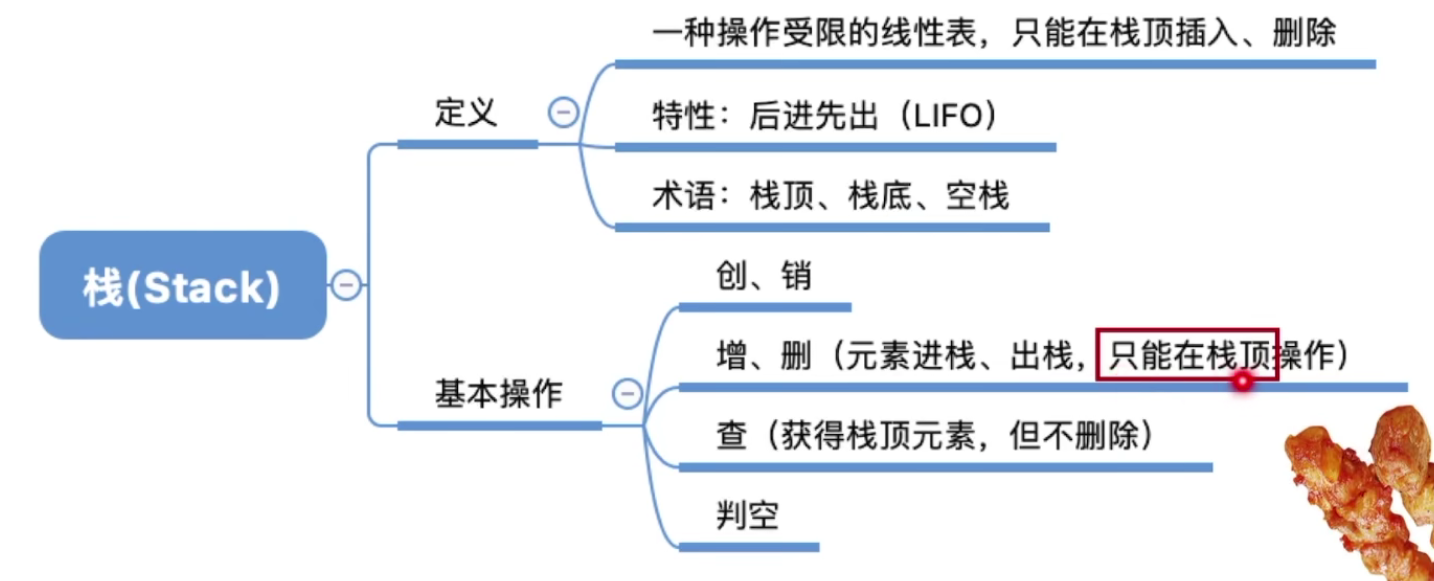 栈(Stack)
定义
一种操作受限的线性表，只能在栈顶插入、删除
特性：后进先出（LIFO）
术语：栈顶、栈底、空栈
基本操作
创、销
增、删（元素进栈、出栈，只能在栈顶操作）
查（获得栈顶元素，但不删除）
判空